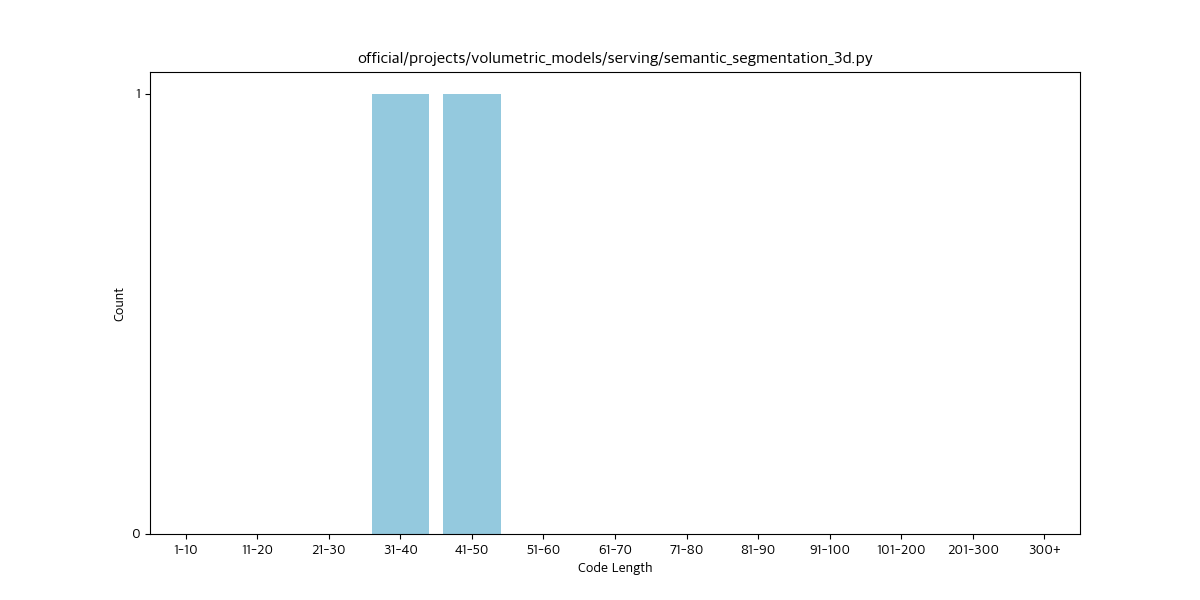 official/projects/volumetric_models/serving/semantic_segmentation_3d.py
1
0
Count
1-10 11-20 21-30 31-40 41-50 51-60 61-70 71-80 81-90 91-100 101-200 201-300 300+
Code Length